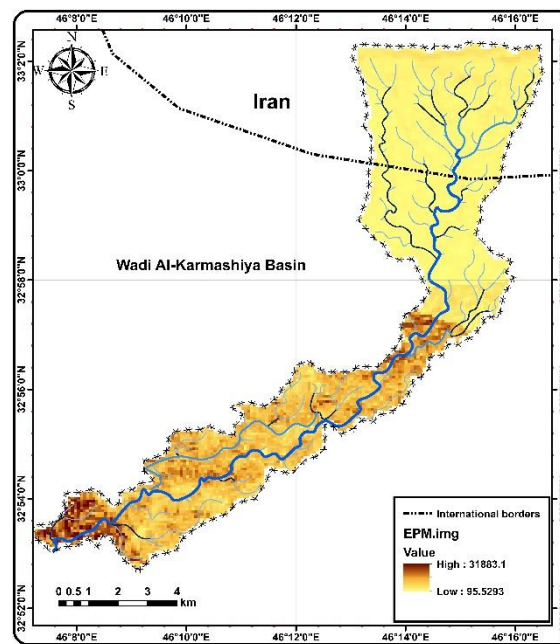 46°8'0"E 46°10'0"E 46°12'0"E 46°14'0"E 46°16'0"E
N
W E
S
Iran
Wadi Al-Karmashiya Basin
33°2'0"N
33°0'0"N
32°58'0"N
32°56'0"N
32°54'0"N
32°52'0"N
International borders
EPM.img
Value
High : 31883.1
Low : 95.5293
0 0.5 1 2 3 4
km
46°8'0"E 46°10'0"E 46°12'0"E 46°14'0"E 46°16'0"E